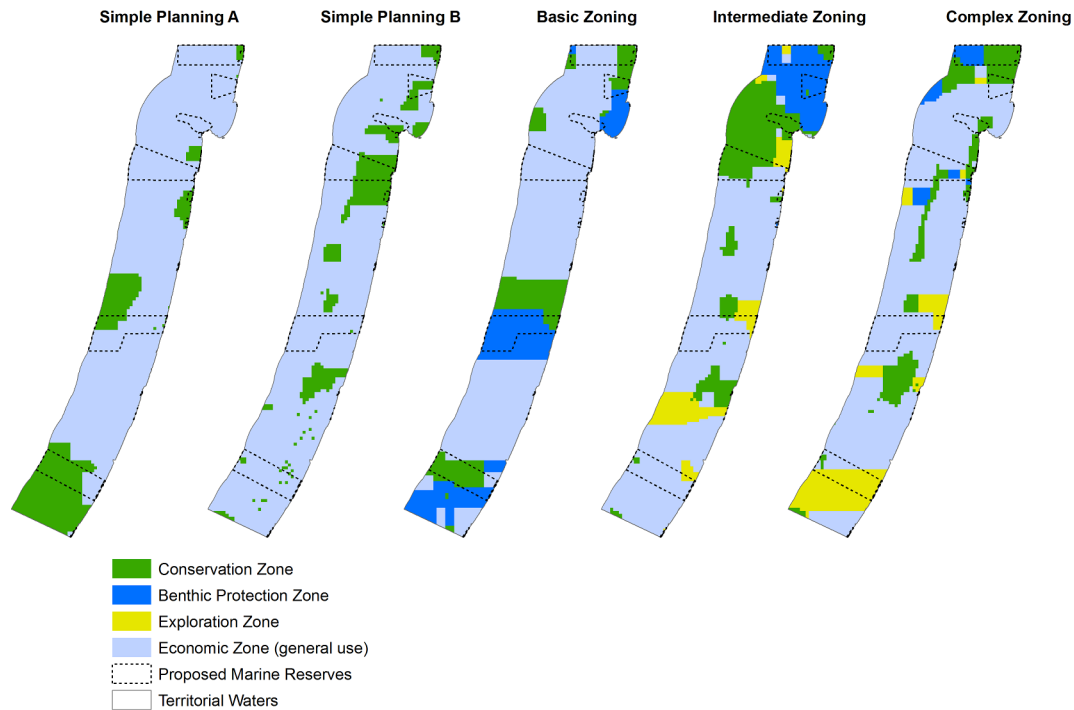 Simple Planning A
Simple Planning B
Basic Zoning
Intermediate Zoning
Complex Zoning
Conservation Zone
Benthic Protection Zone
Exploration Zone
Economic Zone (general use)
Proposed Marine Reserves
Territorial Waters